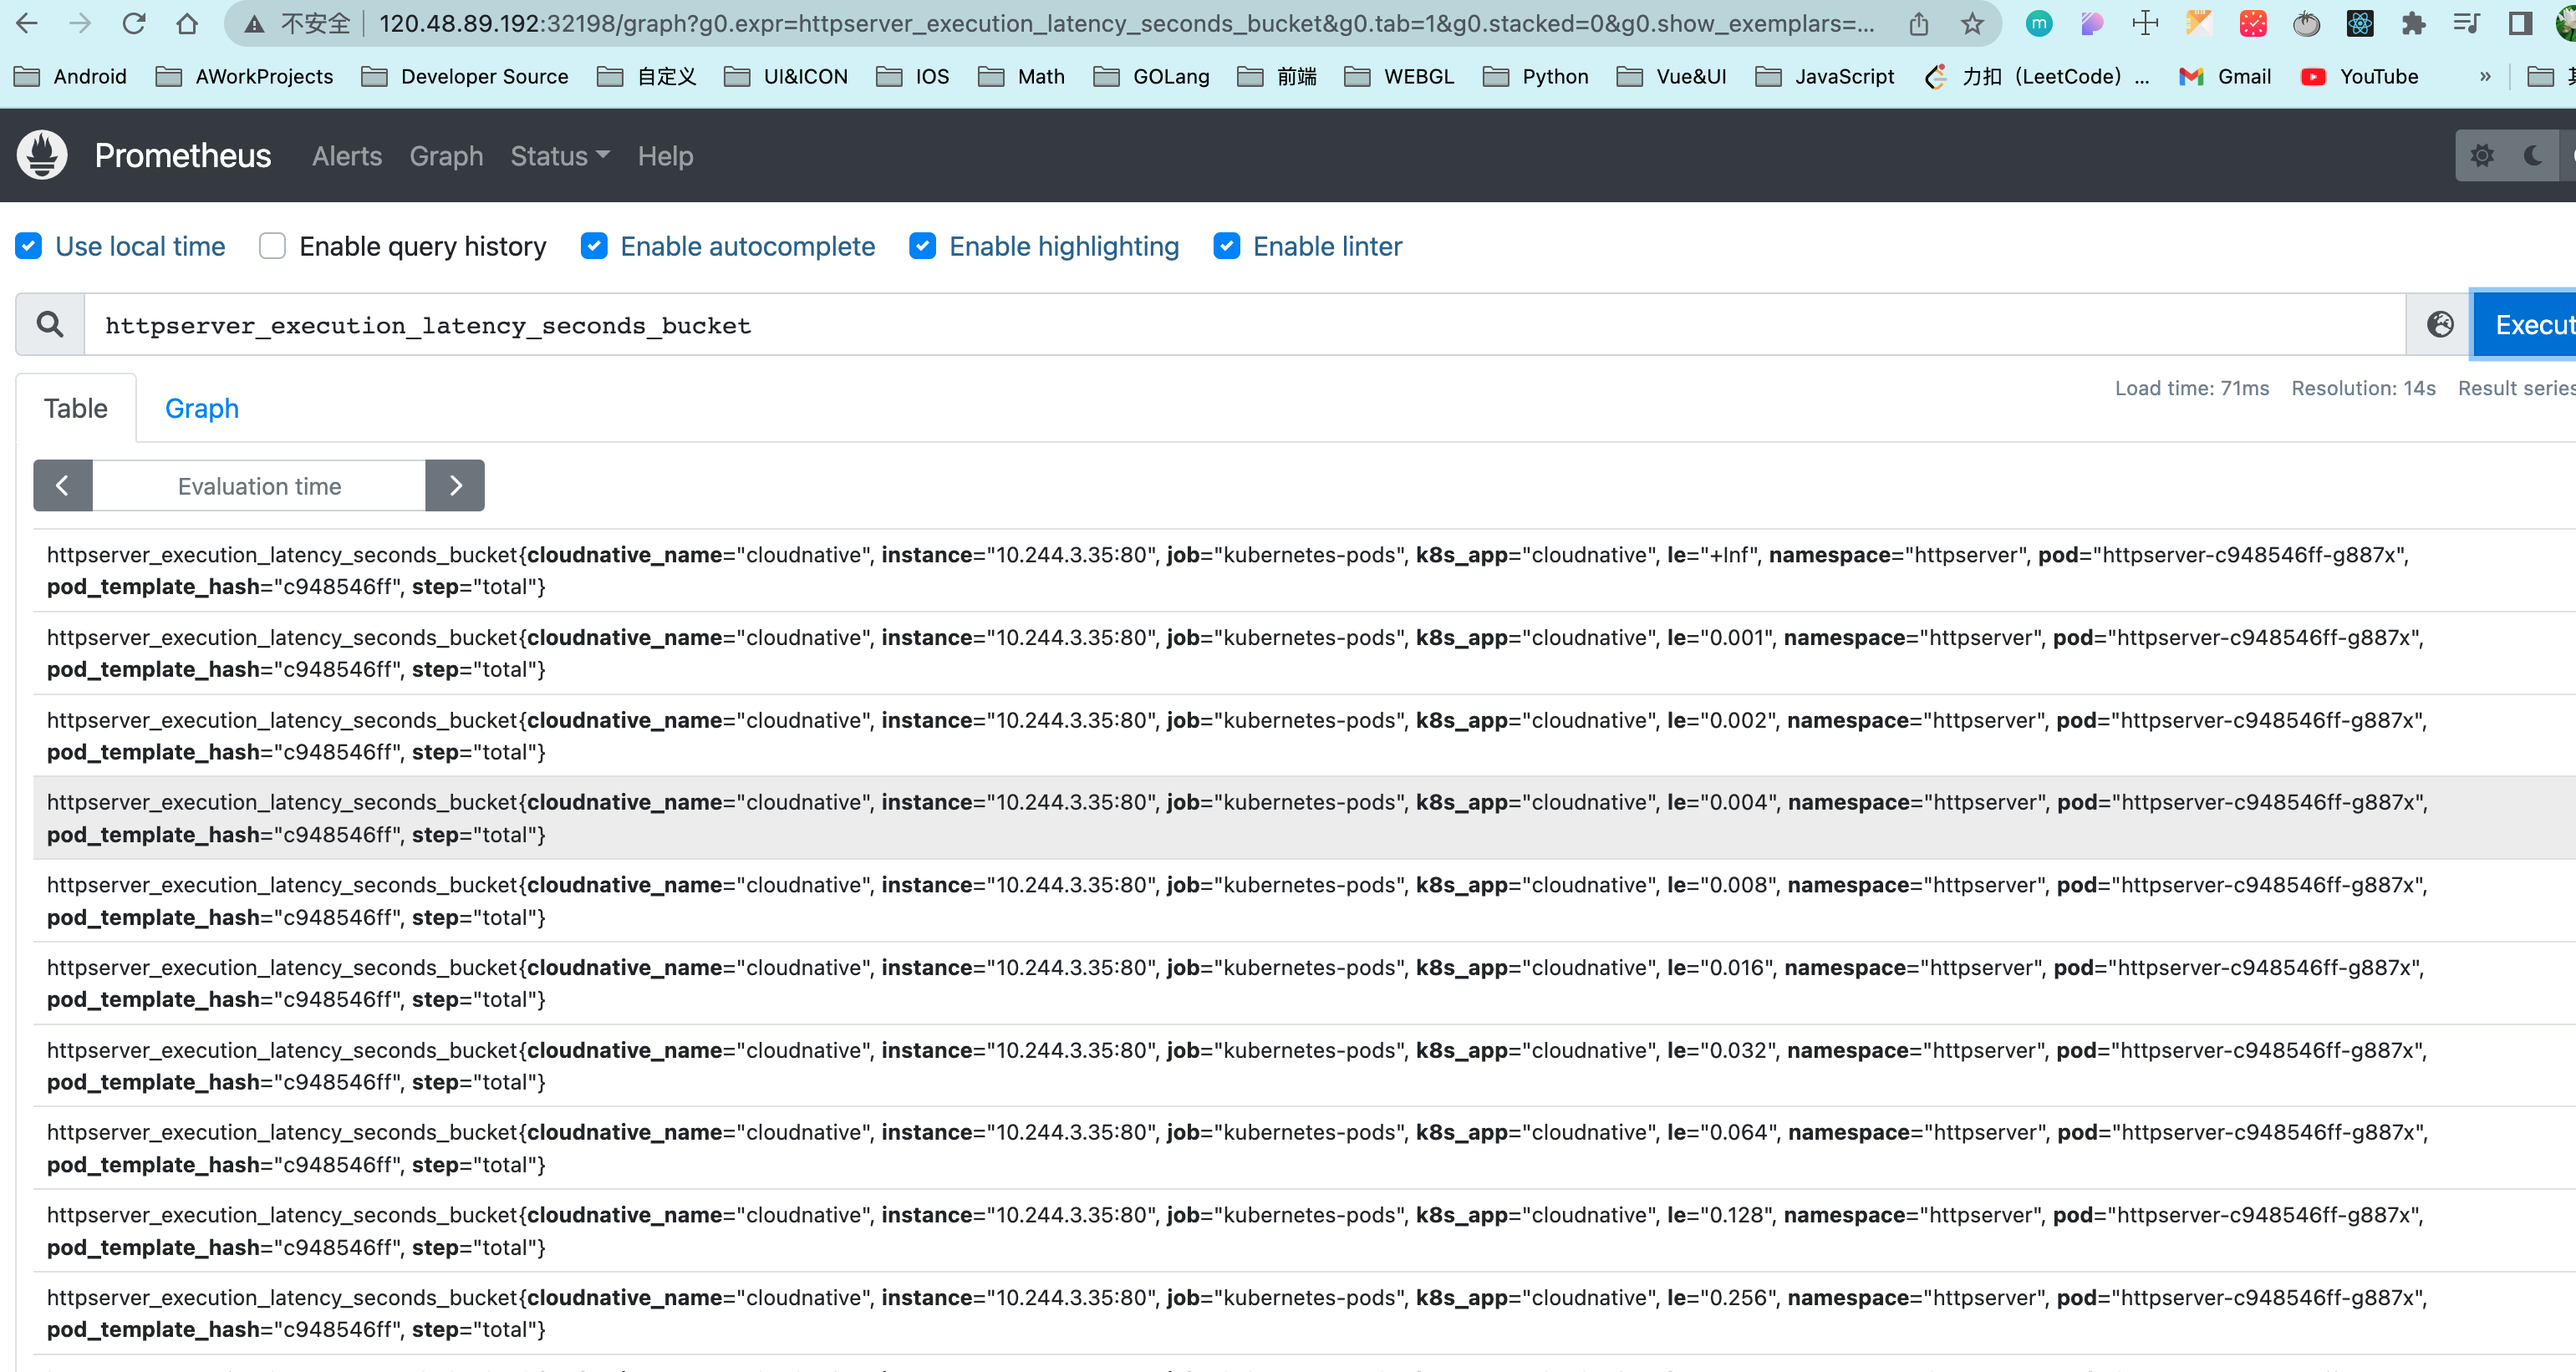 不安全 120.48.89.192:32198/graph?g0.expr=httpserver_execution_latency_seconds_bucket&g0.tab=1&g0.stacked=0&g0.show_exemplars=...
Android AWorkProjects Developer Source 自定义 UI&ICON IOS Math GOLang 前端 WEBGL Python Vue&UI JavaScript 力扣（LeetCode）... Gmail YouTube »
Prometheus Alerts Graph Status Help
Use local time Enable query history Enable autocomplete Enable highlighting Enable linter
httpserver_execution_latency_seconds_bucket Execut
Table Graph Load time: 71ms Resolution: 14s Result series
Evaluation time
httpserver_execution_latency_seconds_bucket{cloudnative_name="cloudnative", instance="10.244.3.35:80", job="kubernetes-pods", k8s_app="cloudnative", le="+Inf", namespace="httpserver", pod="httpserver-c948546ff-g887x",
pod_template_hash="c948546ff", step="total"}
httpserver_execution_latency_seconds_bucket{cloudnative_name="cloudnative", instance="10.244.3.35:80", job="kubernetes-pods", k8s_app="cloudnative", le="0.001", namespace="httpserver", pod="httpserver-c948546ff-g887x",
pod_template_hash="c948546ff", step="total"}
httpserver_execution_latency_seconds_bucket{cloudnative_name="cloudnative", instance="10.244.3.35:80", job="kubernetes-pods", k8s_app="cloudnative", le="0.002", namespace="httpserver", pod="httpserver-c948546ff-g887x",
pod_template_hash="c948546ff", step="total"}
httpserver_execution_latency_seconds_bucket{cloudnative_name="cloudnative", instance="10.244.3.35:80", job="kubernetes-pods", k8s_app="cloudnative", le="0.004", namespace="httpserver", pod="httpserver-c948546ff-g887x",
pod_template_hash="c948546ff", step="total"}
httpserver_execution_latency_seconds_bucket{cloudnative_name="cloudnative", instance="10.244.3.35:80", job="kubernetes-pods", k8s_app="cloudnative", le="0.008", namespace="httpserver", pod="httpserver-c948546ff-g887x",
pod_template_hash="c948546ff", step="total"}
httpserver_execution_latency_seconds_bucket{cloudnative_name="cloudnative", instance="10.244.3.35:80", job="kubernetes-pods", k8s_app="cloudnative", le="0.016", namespace="httpserver", pod="httpserver-c948546ff-g887x",
pod_template_hash="c948546ff", step="total"}
httpserver_execution_latency_seconds_bucket{cloudnative_name="cloudnative", instance="10.244.3.35:80", job="kubernetes-pods", k8s_app="cloudnative", le="0.032", namespace="httpserver", pod="httpserver-c948546ff-g887x",
pod_template_hash="c948546ff", step="total"}
httpserver_execution_latency_seconds_bucket{cloudnative_name="cloudnative", instance="10.244.3.35:80", job="kubernetes-pods", k8s_app="cloudnative", le="0.064", namespace="httpserver", pod="httpserver-c948546ff-g887x",
pod_template_hash="c948546ff", step="total"}
httpserver_execution_latency_seconds_bucket{cloudnative_name="cloudnative", instance="10.244.3.35:80", job="kubernetes-pods", k8s_app="cloudnative", le="0.128", namespace="httpserver", pod="httpserver-c948546ff-g887x",
pod_template_hash="c948546ff", step="total"}
httpserver_execution_latency_seconds_bucket{cloudnative_name="cloudnative", instance="10.244.3.35:80", job="kubernetes-pods", k8s_app="cloudnative", le="0.256", namespace="httpserver", pod="httpserver-c948546ff-g887x",
pod_template_hash="c948546ff", step="total"}